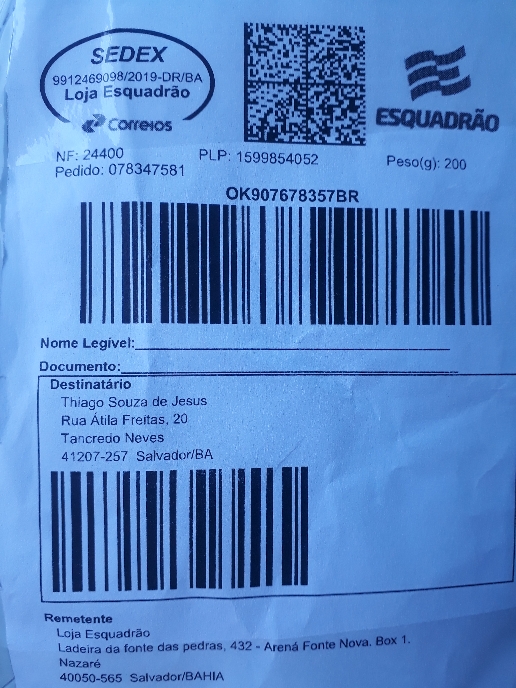 SEDEX
9912469098/2019-DR/BA
Loja Esquadrão
Correios
ESQUADRÃO
NF: 24400 PLP: 1599854052 Peso(g): 200
Pedido: 078347581
OK907678357BR
Nome Legível:
Documento:
Destinatário
Thiago Souza de Jesus
Rua Átila Freitas, 20
Tancredo Neves
41207-257 Salvador/BA
Remetente
Loja Esquadrão
Ladeira da fonte das pedras, 432 - Arená Fonte Nova. Box 1.
Nazaré
40050-565 Salvador/BAHIA